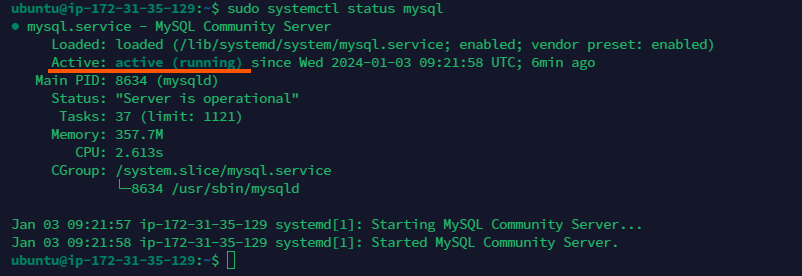 ubuntu@ip-172-31-35-129:~$ sudo systemctl status mysql
● mysql.service - MySQL Community Server
Loaded: loaded (/lib/systemd/system/mysql.service; enabled; vendor preset: enabled)
Active: active (running) since Wed 2024-01-03 09:21:58 UTC; 6min ago
Main PID: 8634 (mysqld)
Status: "Server is operational"
Tasks: 37 (limit: 1121)
Memory: 357.7M
CPU: 2.613s
CGroup: /system.slice/mysql.service
└─8634 /usr/sbin/mysqld
Jan 03 09:21:57 ip-172-31-35-129 systemd[1]: Starting MySQL Community Server...
Jan 03 09:21:58 ip-172-31-35-129 systemd[1]: Started MySQL Community Server.
ubuntu@ip-172-31-35-129:~$